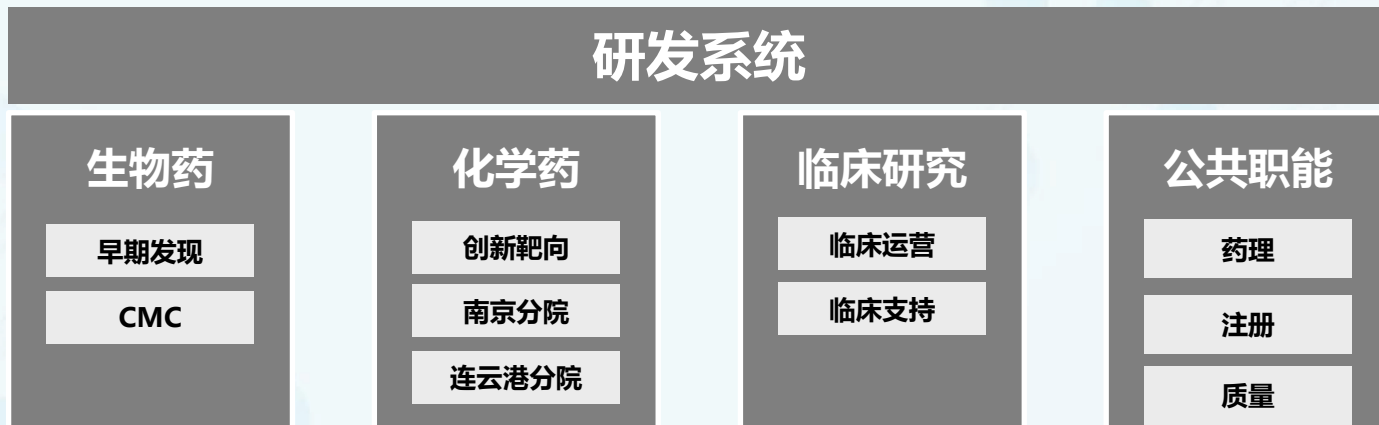 研发系统
生物药
早期发现
CMC
化学药
创新靶向
南京分院
连云港分院
临床研究
临床运营
临床支持
公共职能
药理
注册
质量